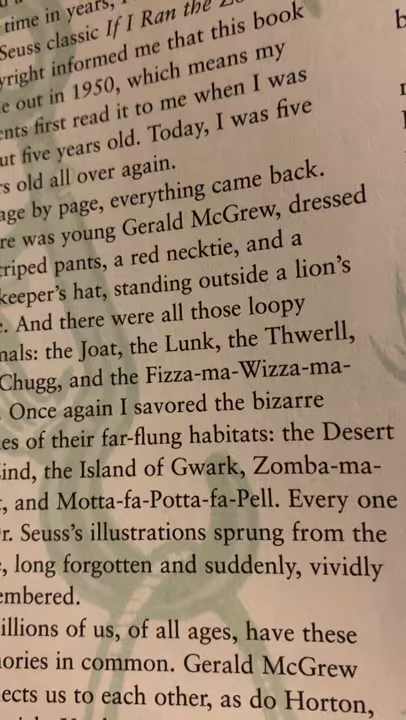 time in years,
Seuss classic If I Ran the
yright informed me that this book
e out in 1950, which means my
ents first read it to me when I was
ut five years old. Today, I was five
s old all over again.
age by page, everything came back.
re was young Gerald McGrew, dressed
triped pants, a red necktie, and a
keeper's hat, standing outside a lion's
. And there were all those loopy
nals: the Joat, the Lunk, the Thwerll,
Chugg, and the Fizza-ma-Wizza-ma-
. Once again I savored the bizarre
es of their far-flung habitats: the Desert
ind, the Island of Gwark, Zomba-ma-
, and Motta-fa-Potta-fa-Pell. Every one
r. Seuss's illustrations sprung from the
, long forgotten and suddenly, vividly
embered.
illions of us, of all ages, have these
ories in common. Gerald McGrew
ects us to each other, as do Horton,